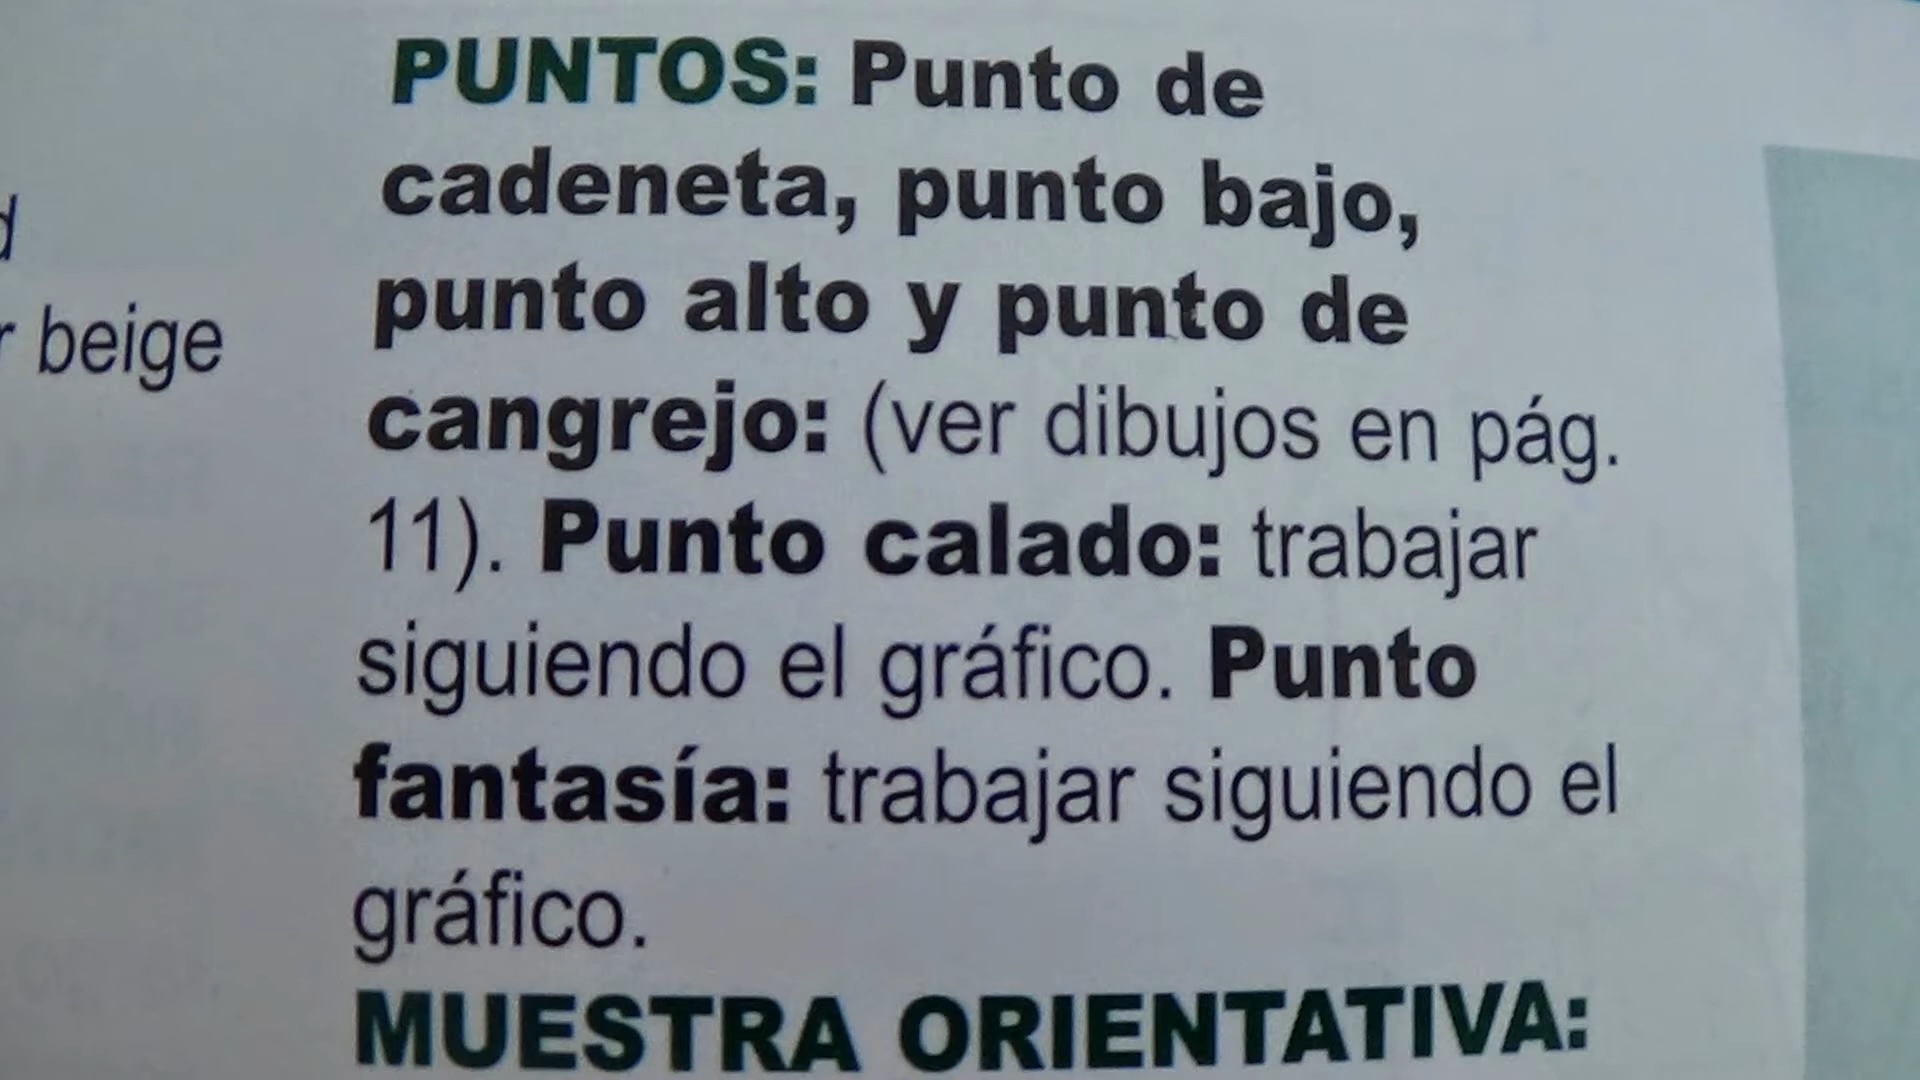 PUNTOS: Punto de
cadeneta, punto bajo,
punto alto y punto de
cangrejo: (ver dibujos en pág.
11). Punto calado: trabajar
siguiendo el gráfico. Punto
fantasía: trabajar siguiendo el
gráfico.
MUESTRA ORIENTATIVA:
beige